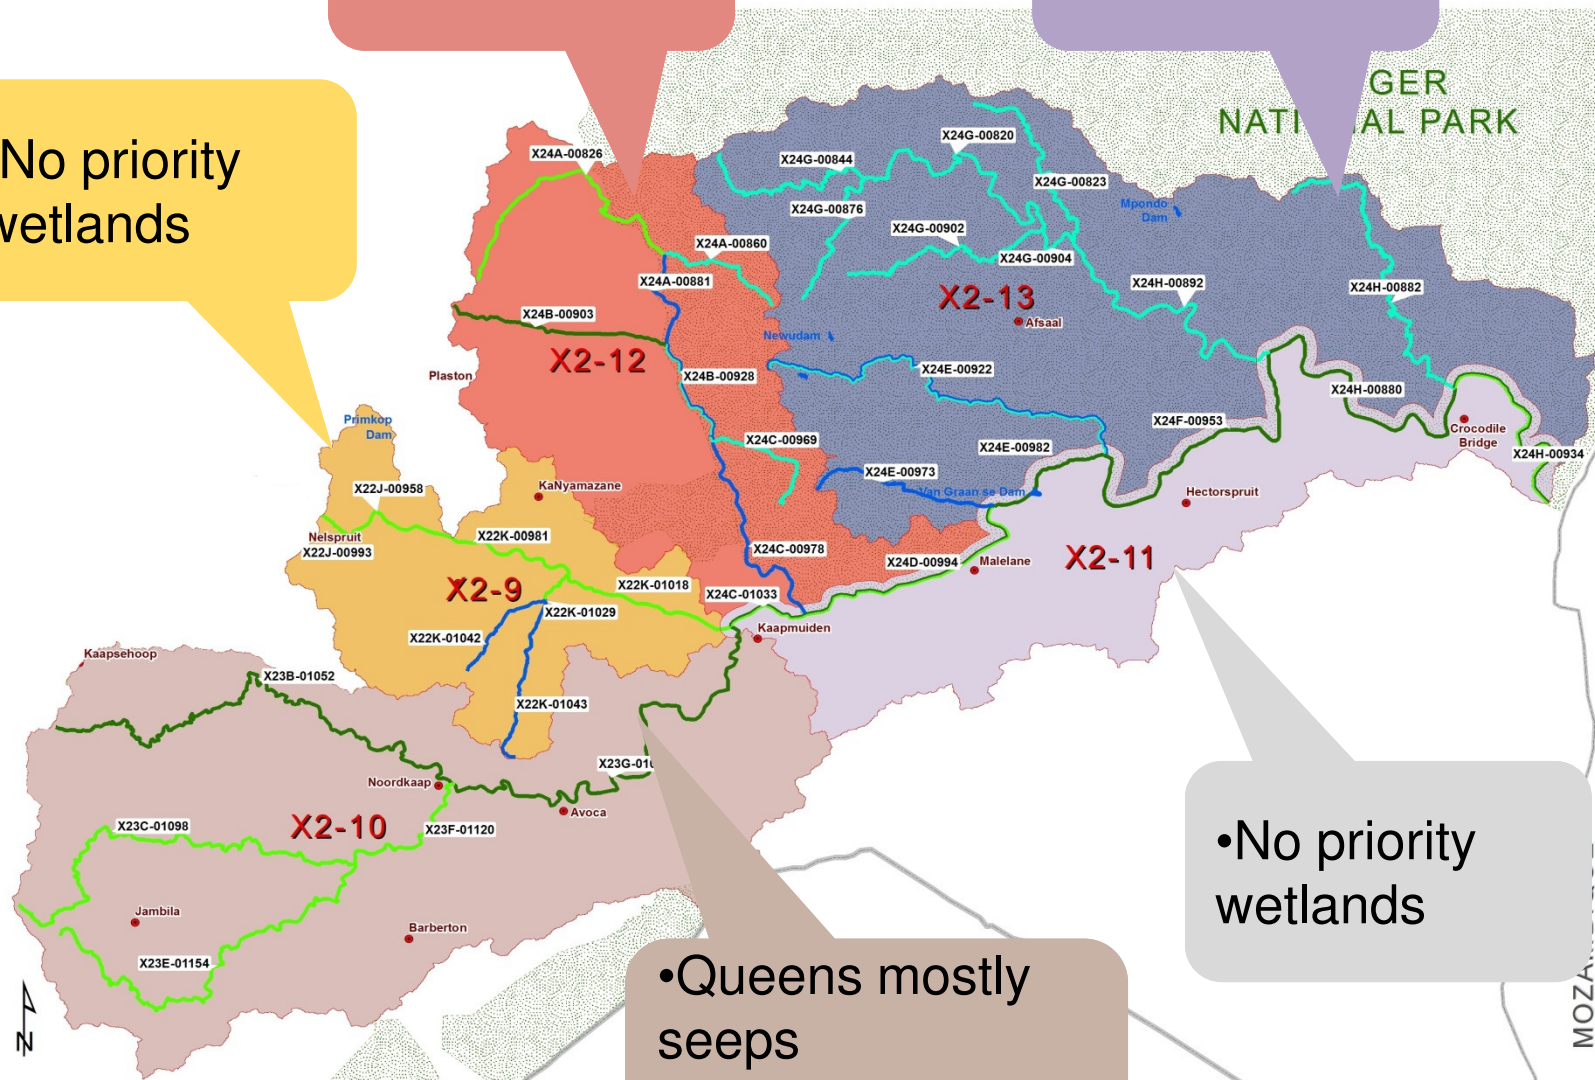 GER
NATI NAL PARK
No priority
wetlands
X24A-00826
X24G-00820
X24G-00844
X24G-00823
X24G-00876
Mpondo
Dam
X24G-00902
X24A-00860
X24G-00904
X24A-00881
X24H-00892
X24H-00882
X2-13
X24B-00903
Afsaal
Newudam
X2-12
Plaston
X24B-00928
X24E-00922
X24H-00880
Primkop
Dam
X24F-00953
Crocodile
Bridge
X24C-00969
X24E-00982
X24H-00934
X24E-00973
X22J-00958
KaNyamazane
Van Graan se Dam
Hectorspruit
Nelspruit
X22J-00993
X22K-00981
X24C-00978
X24D-00994
Malelane
X2-11
X2-9
X22K-01018
X24C-01033
X22K-01029
Kaapmuiden
X22K-01042
Kaapsehoop
X23B-01052
X22K-01043
X23G-010
Noordkaap
Avoca
X23C-01098
X2-10
X23F-01120
•No priority
wetlands
Jambila
Barberton
X23E-01154
•Queens mostly
seeps
N